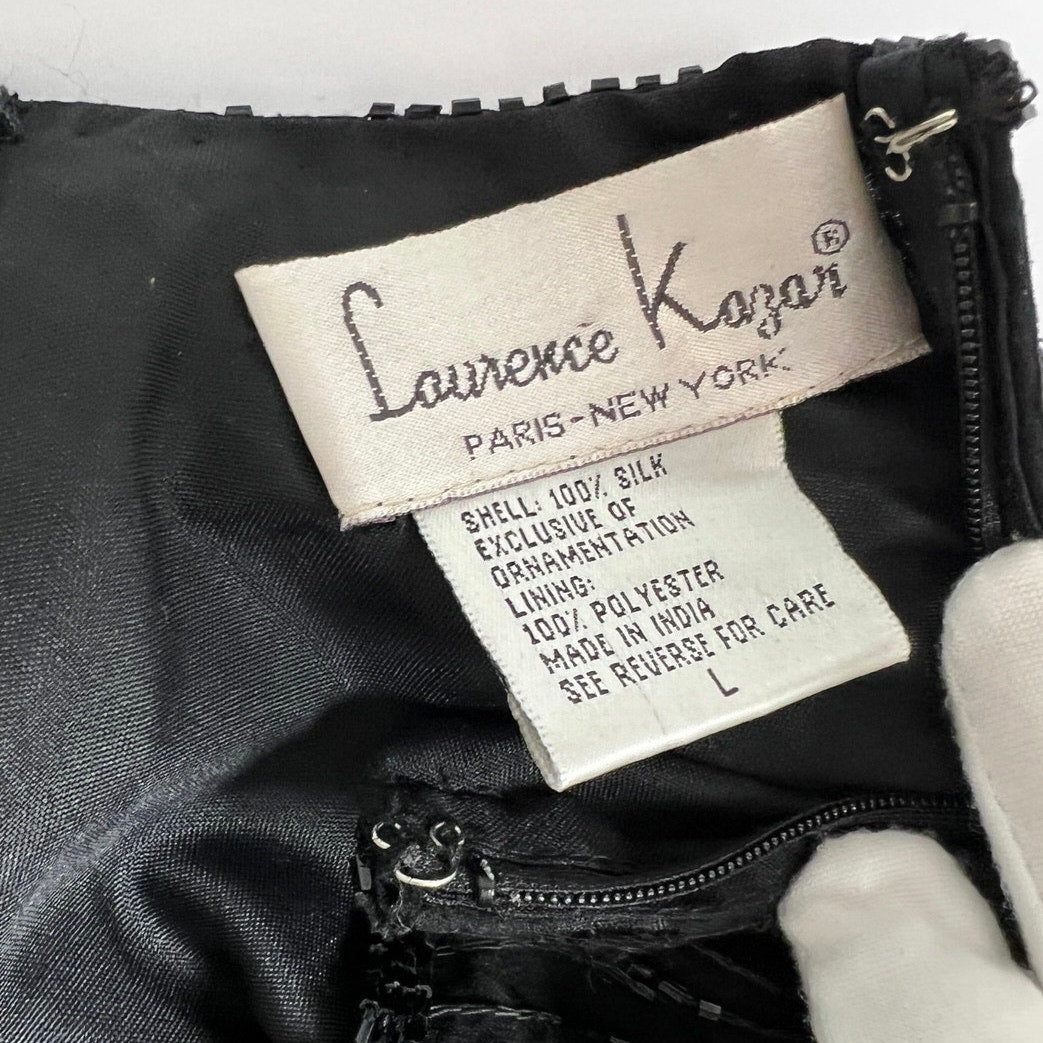 Laurence Kazar®
PARIS-NEW YORK
SHELL: 100% SILK
EXCLUSIVE OF
ORNAMENTATION
LINING:
100% POLYESTER
MADE IN INDIA
SEE REVERSE FOR CARE
L